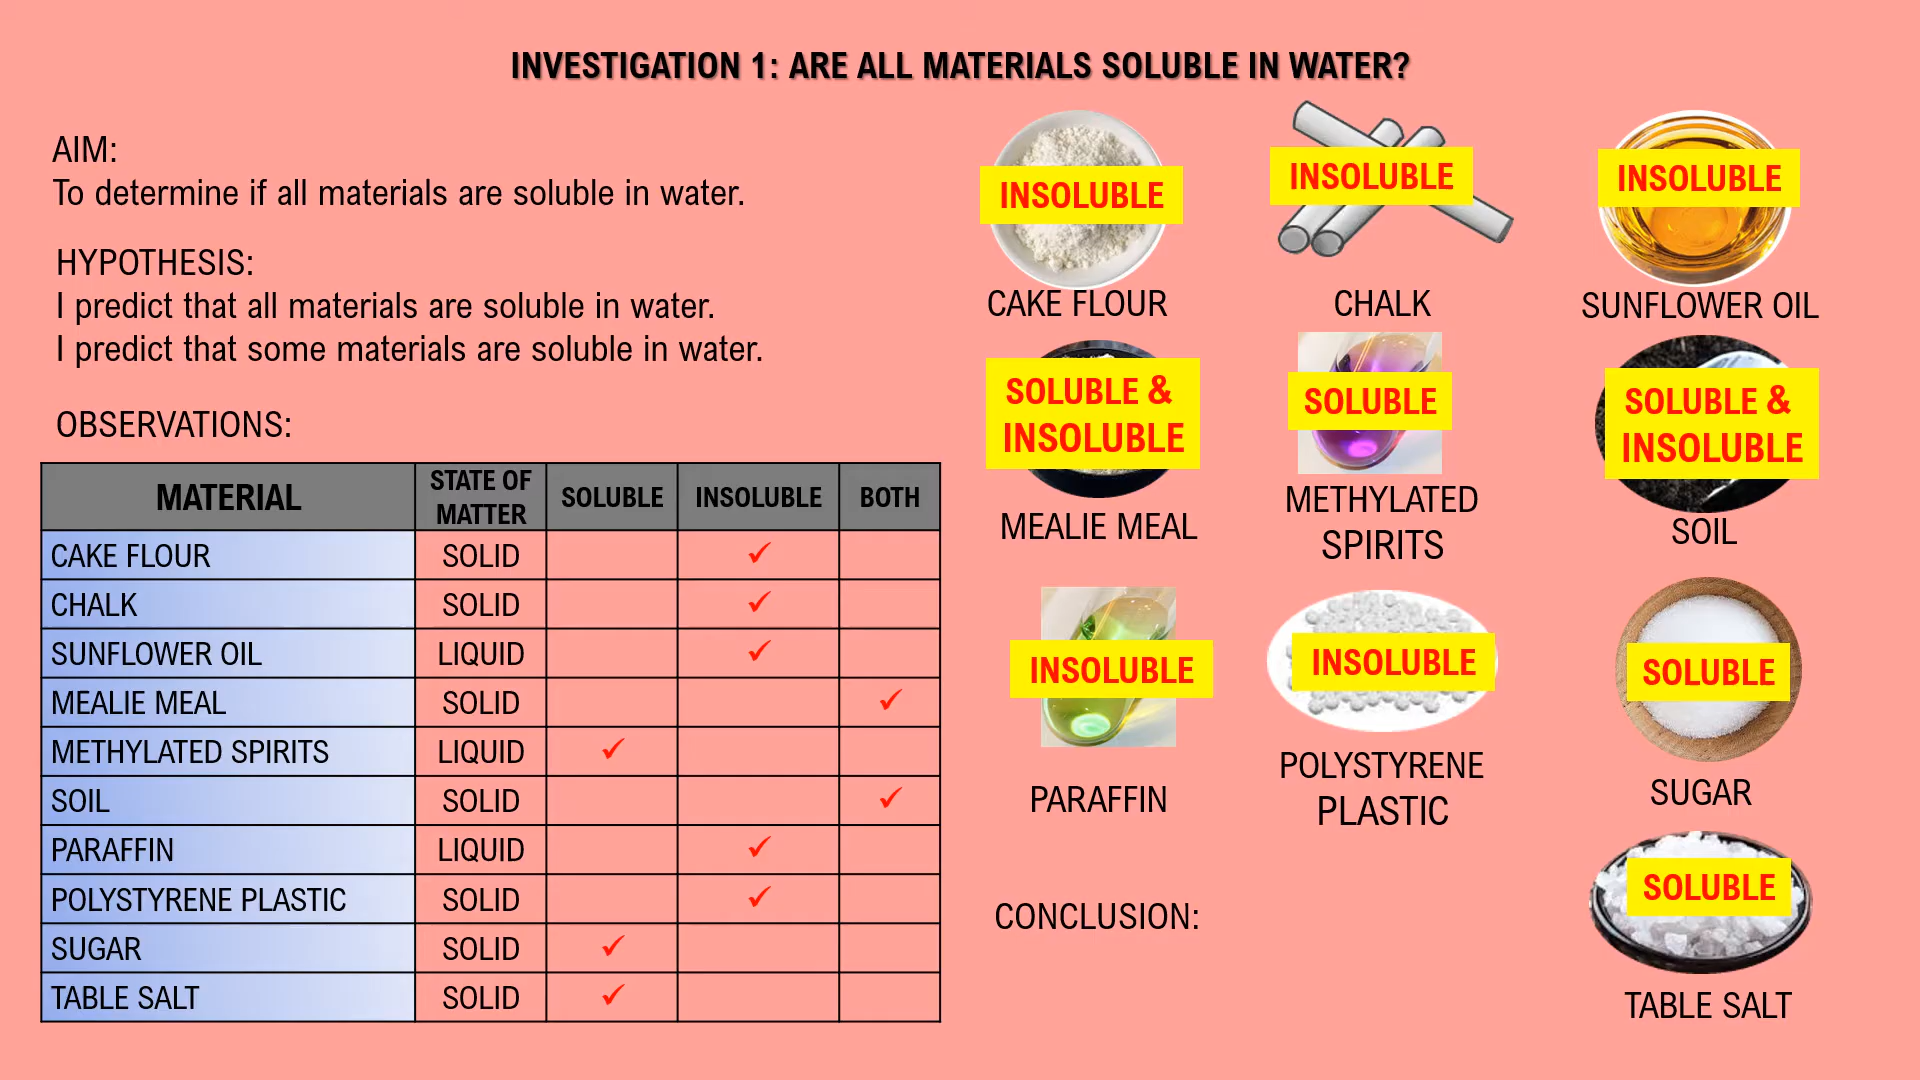 INVESTIGATION 1: ARE ALL MATERIALS SOLUBLE IN WATER?
AIM:
To determine if all materials are soluble in water.
HYPOTHESIS:
I predict that all materials are soluble in water.
I predict that some materials are soluble in water.
OBSERVATIONS:
MATERIAL STATE OF MATTER SOLUBLE INSOLUBLE BOTH
CAKE FLOUR SOLID ✓
CHALK SOLID ✓
SUNFLOWER OIL LIQUID ✓
MEALIE MEAL SOLID ✓
METHYLATED SPIRITS LIQUID ✓
SOIL SOLID ✓
PARAFFIN LIQUID ✓
POLYSTYRENE PLASTIC SOLID ✓
SUGAR SOLID ✓
TABLE SALT SOLID ✓
INSOLUBLE
CAKE FLOUR
INSOLUBLE
CHALK
INSOLUBLE
SUNFLOWER OIL
SOLUBLE &
INSOLUBLE
MEALIE MEAL
SOLUBLE
METHYLATED
SPIRITS
SOLUBLE &
INSOLUBLE
SOIL
INSOLUBLE
PARAFFIN
INSOLUBLE
POLYSTYRENE
PLASTIC
SOLUBLE
SUGAR
SOLUBLE
TABLE SALT
CONCLUSION: